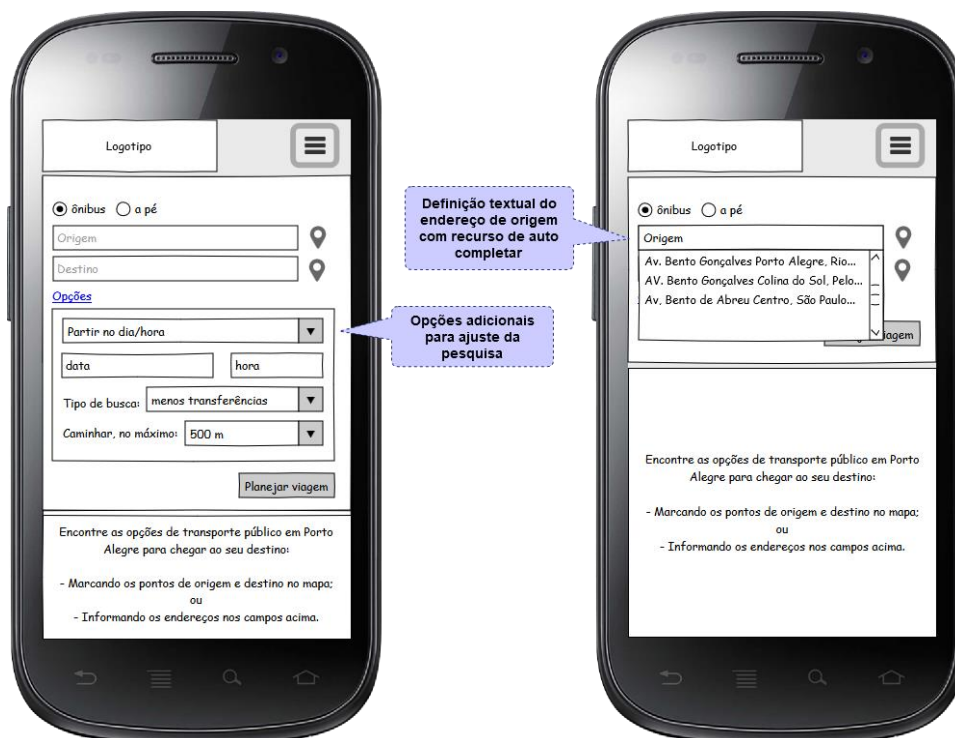 Logotipo
ônibus a pé
Origem
Destino
Opções
Partir no dia/hora
data hora
Tipo de busca: menos transferências
Caminhar, no máximo: 500 m
Planejar viagem
Encontre as opções de transporte público em Porto
Alegre para chegar ao seu destino:
- Marcando os pontos de origem e destino no mapa;
ou
- Informando os endereços nos campos acima.
Definição textual do
endereço de origem
com recurso de auto
completar
Opções adicionais
para ajuste da
pesquisa
Logotipo
ônibus a pé
Origem
Av. Bento Gonçalves Porto Alegre, Rio...
AV. Bento Gonçalves Colina do Sol, Pelo...
Av, Bento de Abreu Centro, São Paulo...
viagem
Encontre as opções de transporte público em Porto
Alegre para chegar ao seu destino:
- Marcando os pontos de origem e destino no mapa;
ou
- Informando os endereços nos campos acima.